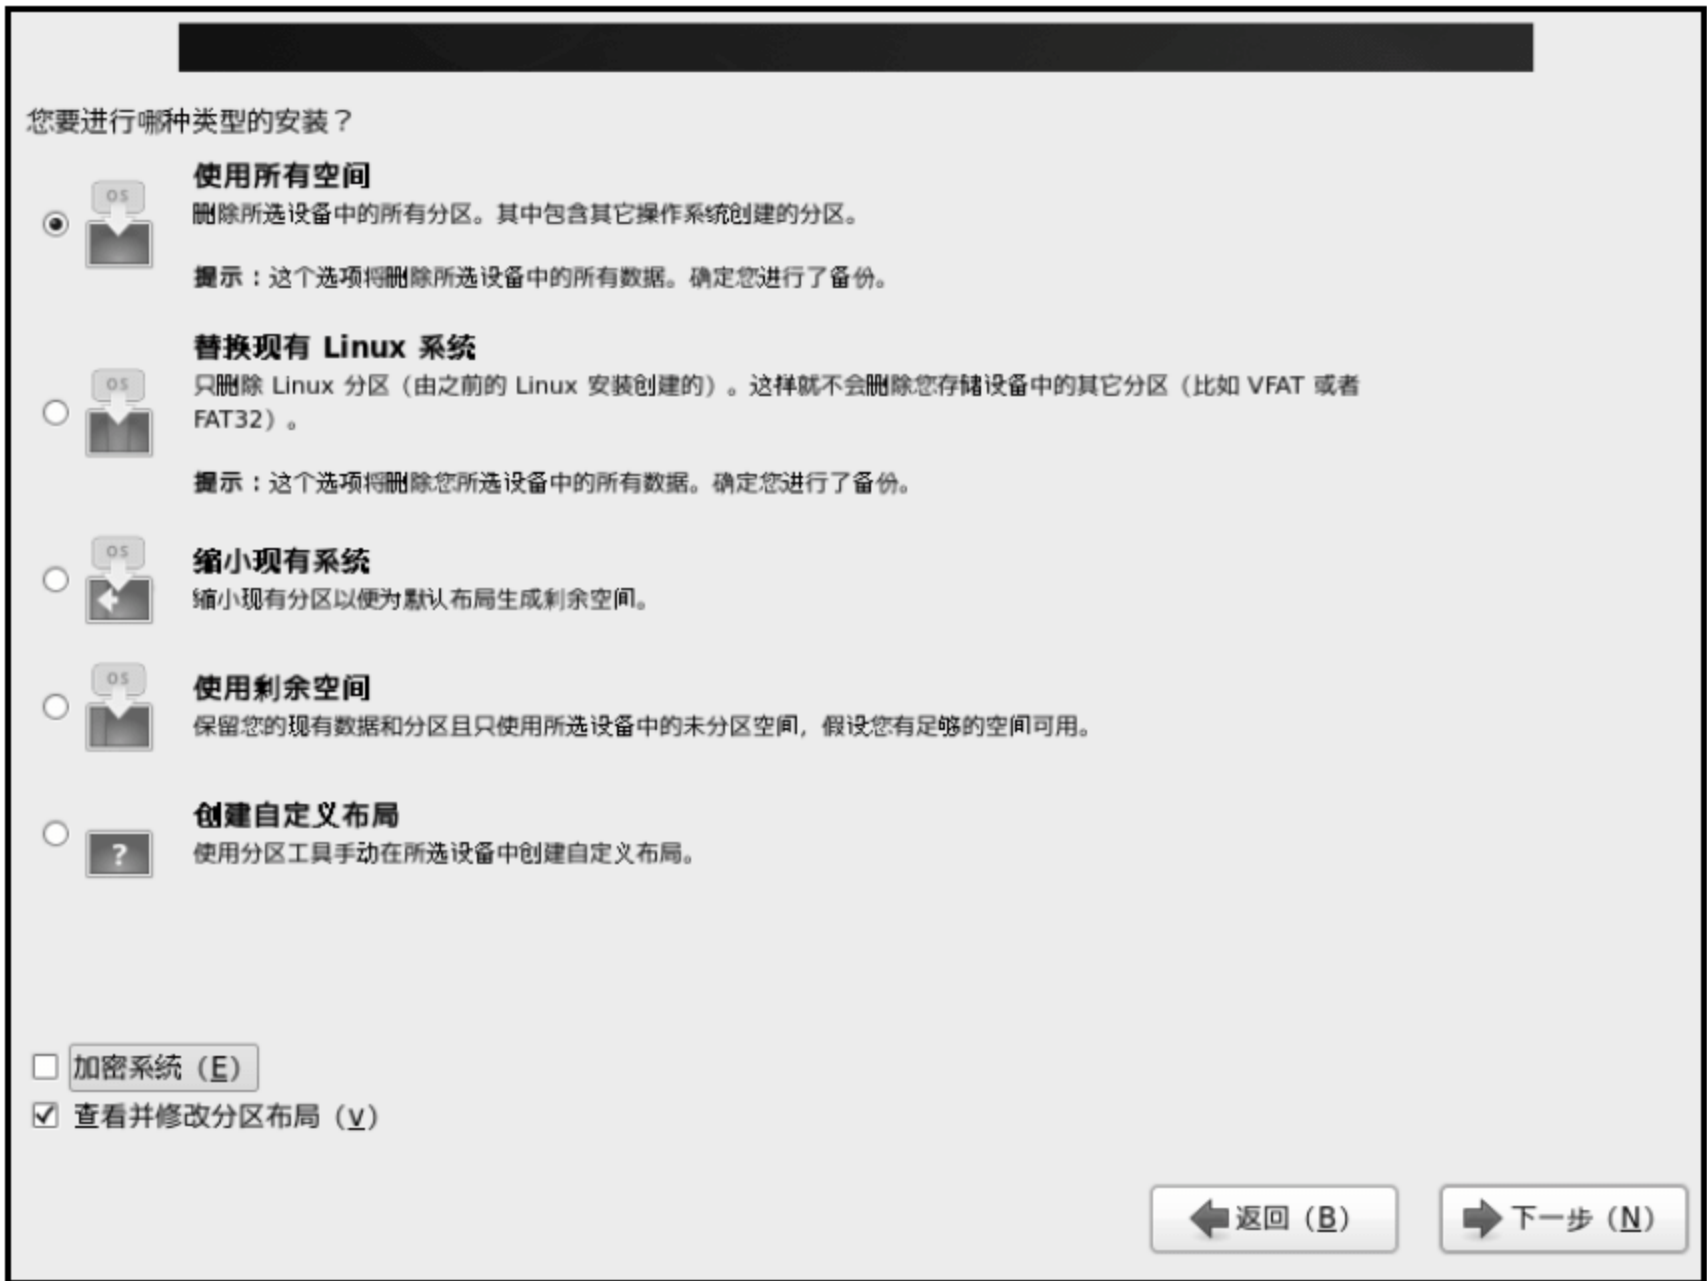 您要进行哪种类型的安装？
OS
使用所有空间
删除所选设备中的所有分区。其中包含其它操作系统创建的分区。
提示：这个选项将删除所选设备中的所有数据。确定您进行了备份。
OS
替换现有 Linux 系统
只删除 Linux 分区（由之前的 Linux 安装创建的）。这样就不会删除您存储设备中的其它分区（比如 VFAT 或者
FAT32）。
提示：这个选项将删除您所选设备中的所有数据。确定您进行了备份。
OS
缩小现有系统
缩小现有分区以便为默认布局生成剩余空间。
OS
使用剩余空间
保留您的现有数据和分区且只使用所选设备中的未分区空间，假设您有足够的空间可用。
?
创建自定义布局
使用分区工具手动在所选设备中创建自定义布局。
加密系统（E）
查看并修改分区布局（v）
返回（B）
下一步（N）